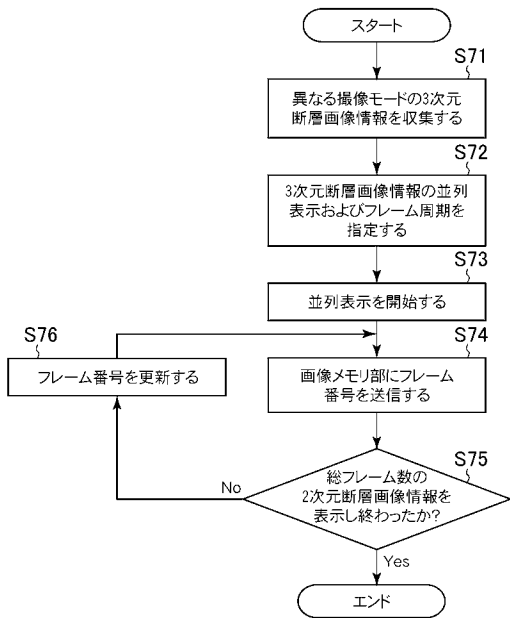 スタート
S71
異なる撮像モードの3次元
断層画像情報を収集する
S72
3次元断層画像情報の並列
表示およびフレーム周期を
指定する
S73
並列表示を開始する
S76
フレーム番号を更新する
S74
画像メモリ部にフレーム
番号を送信する
S75
総フレーム数の
2次元断層画像情報を
表示し終わったか?
No
Yes
エンド